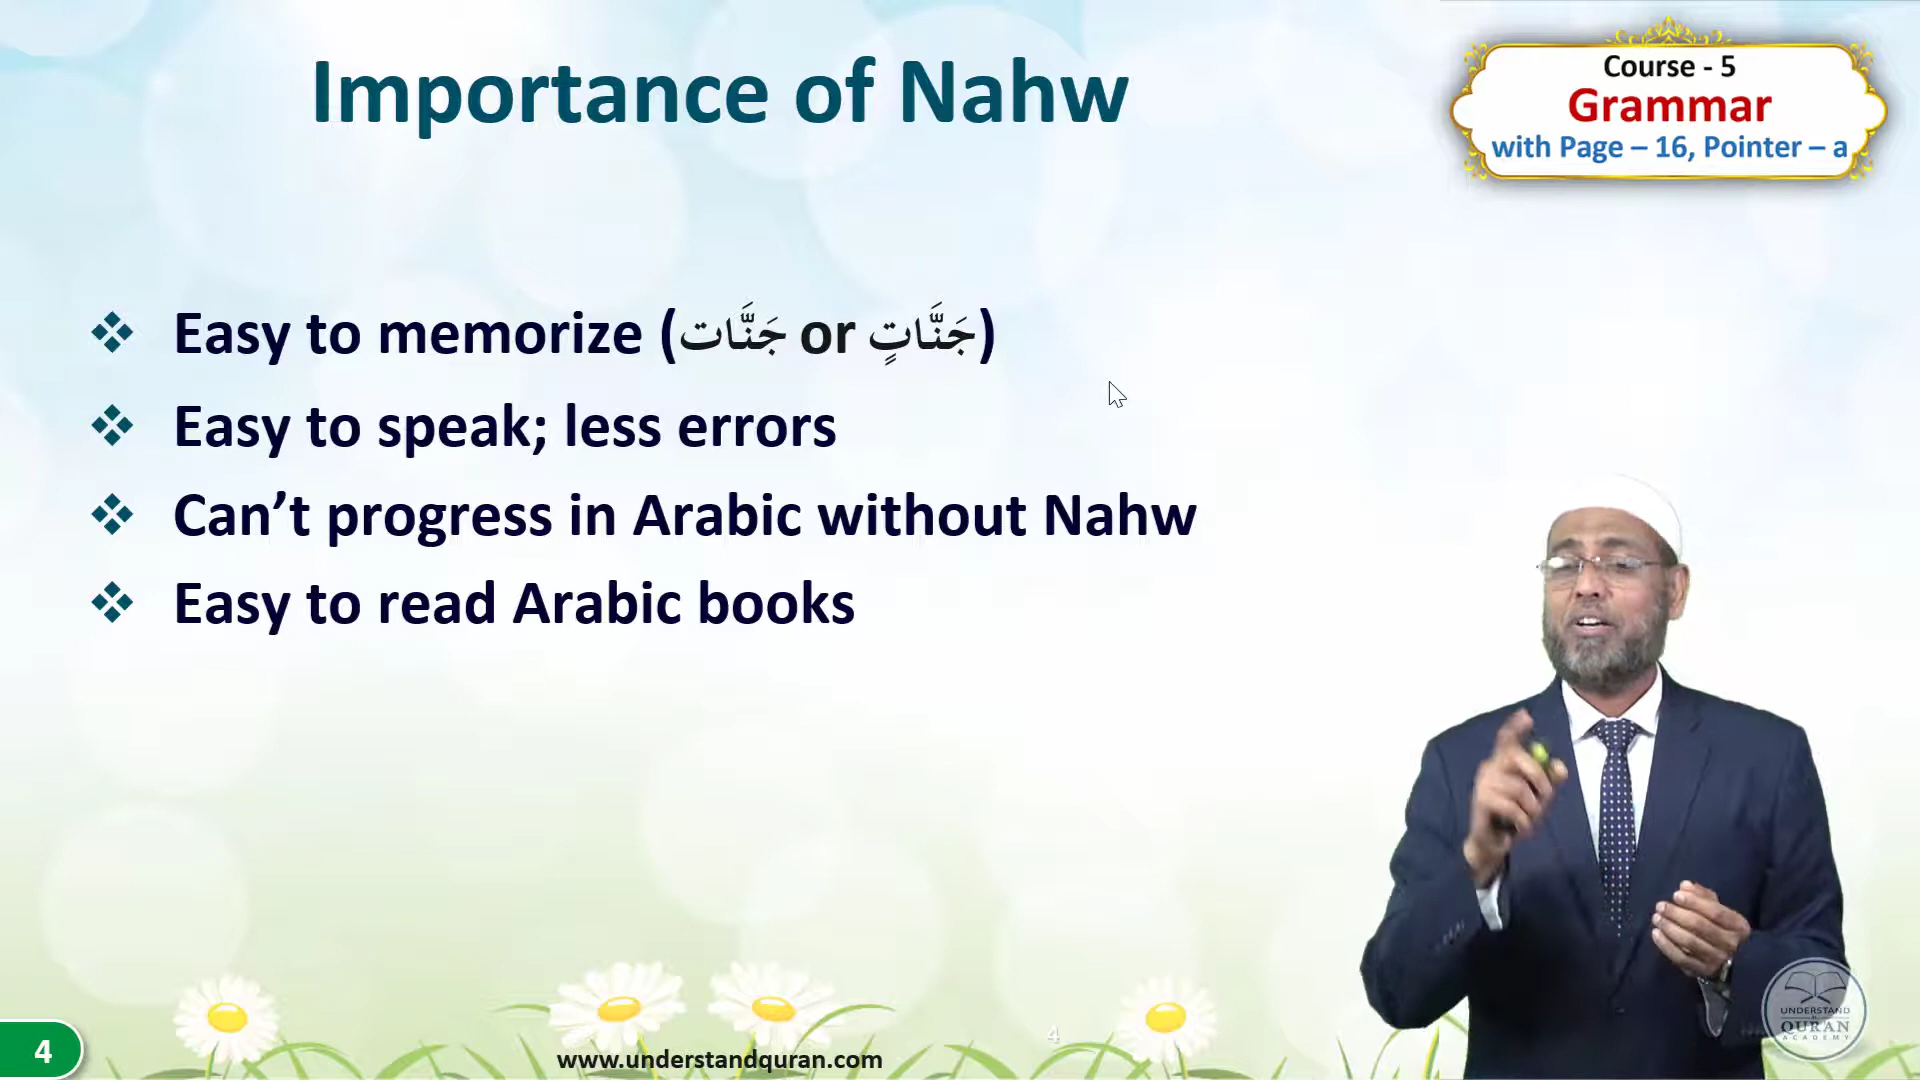 Importance of Nahw
Course - 5
Grammar
with Page – 16, Pointer – a
Easy to memorize (جَنَّات or جَنَّاتٍ)
Easy to speak; less errors
Can’t progress in Arabic without Nahw
Easy to read Arabic books
4
4
www.understandquran.com
UNDERSTAND
QURAN
ACADEMY